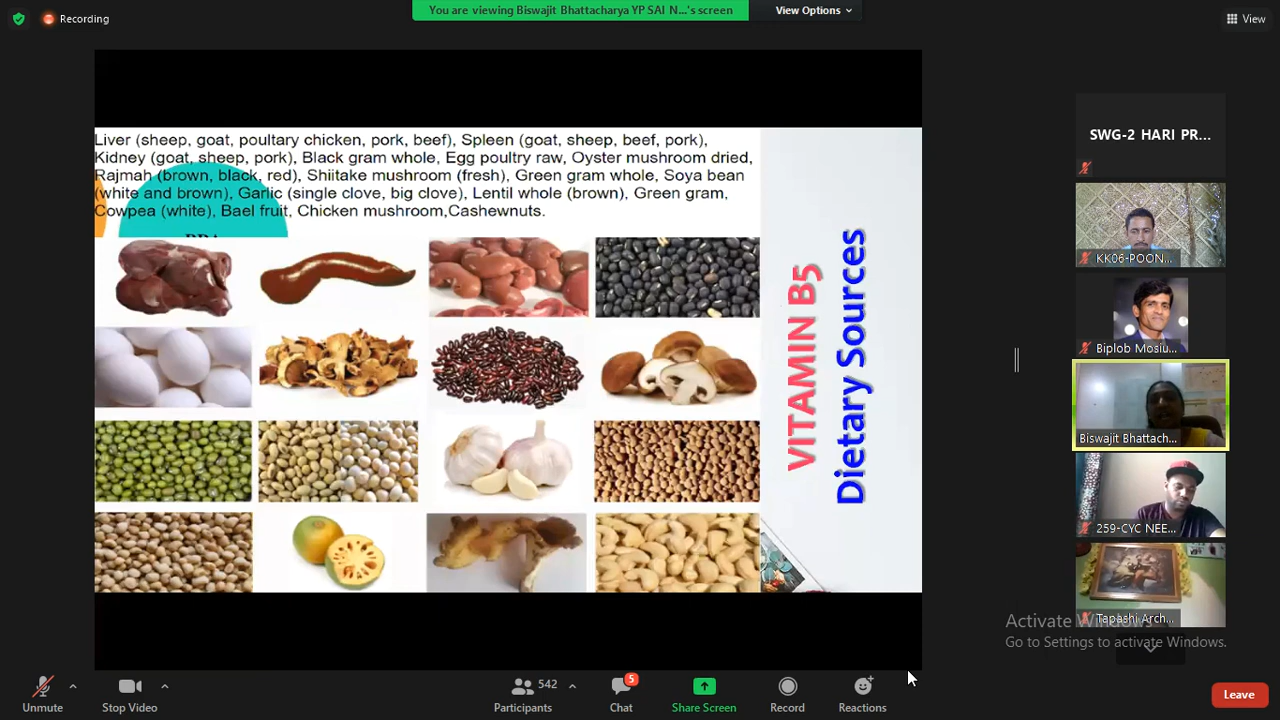 Recording
You are viewing Biswajit Bhattacharya YP SAI N...'s screen
View Options
View
Liver (sheep, goat, poultary chicken, pork, beef), Spleen (goat, sheep, beef, pork),
Kidney (goat, sheep, pork), Black gram whole, Egg poultry raw, Oyster mushroom dried,
Rajmah (brown, black, red), Shiitake mushroom (fresh), Green gram whole, Soya bean
(white and brown), Garlic (single clove, big clove), Lentil whole (brown), Green gram,
Cowpea (white), Bael fruit, Chicken mushroom,Cashewnuts.
VITAMIN B5
Dietary Sources
SWG-2 HARI PR...
KK06-POON...
Biplob Mosiu...
Biswajit Bhattach...
259-CYC NEE...
Tapashi Arch...
Activate Windows
Go to Settings to activate Windows.
Unmute
Stop Video
542
Participants
5
Chat
Share Screen
Record
Reactions
Leave